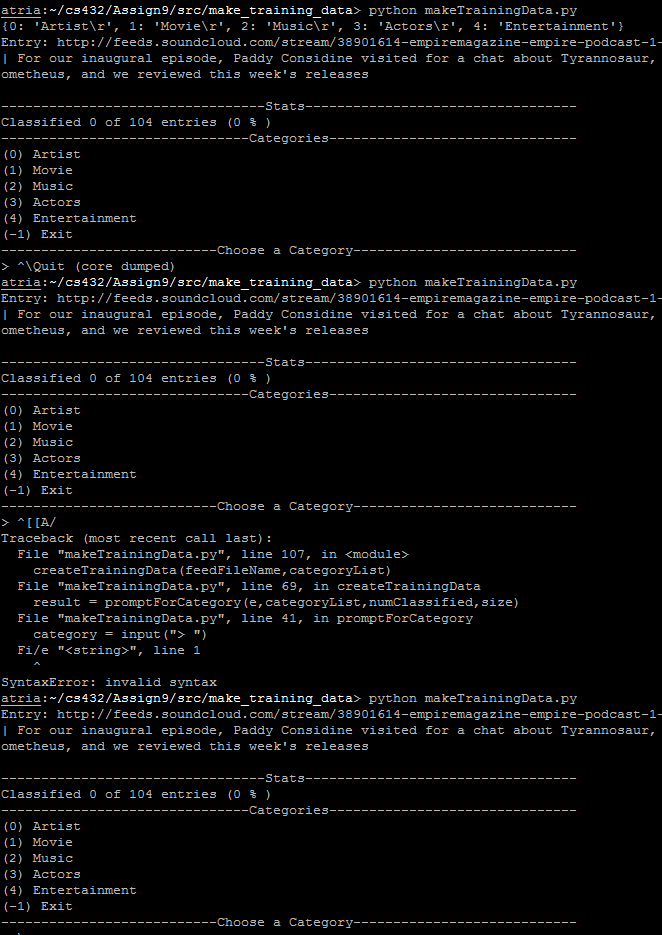 atria:~/cs432/Assign9/src/make_training_data> python makeTrainingData.py
{0: 'Artist\r', 1: 'Movie\r', 2: 'Music\r', 3: 'Actors\r', 4: 'Entertainment'}
Entry: http://feeds.soundcloud.com/stream/38901614-empiremagazine-empire-podcast-1-
| For our inaugural episode, Paddy Considine visited for a chat about Tyrannosaur,
ometheus, and we reviewed this week's releases
---------------------------------Stats----------------------------------
Classified 0 of 104 entries (0 % )
-------------------------------Categories-------------------------------
(0) Artist
(1) Movie
(2) Music
(3) Actors
(4) Entertainment
(-1) Exit
---------------------------Choose a Category----------------------------
> ^\Quit (core dumped)
atria:~/cs432/Assign9/src/make_training_data> python makeTrainingData.py
Entry: http://feeds.soundcloud.com/stream/38901614-empiremagazine-empire-podcast-1-
| For our inaugural episode, Paddy Considine visited for a chat about Tyrannosaur,
ometheus, and we reviewed this week's releases
---------------------------------Stats----------------------------------
Classified 0 of 104 entries (0 % )
-------------------------------Categories-------------------------------
(0) Artist
(1) Movie
(2) Music
(3) Actors
(4) Entertainment
(-1) Exit
---------------------------Choose a Category----------------------------
> ^[[A/
Traceback (most recent call last):
  File "makeTrainingData.py", line 107, in <module>
    createTrainingData(feedFileName,categoryList)
  File "makeTrainingData.py", line 69, in createTrainingData
    result = promptForCategory(e,categoryList,numClassified,size)
  File "makeTrainingData.py", line 41, in promptForCategory
    category = input("> ")
  Fi/e "<string>", line 1
    ^
SyntaxError: invalid syntax
atria:~/cs432/Assign9/src/make_training_data> python makeTrainingData.py
Entry: http://feeds.soundcloud.com/stream/38901614-empiremagazine-empire-podcast-1-
| For our inaugural episode, Paddy Considine visited for a chat about Tyrannosaur,
ometheus, and we reviewed this week's releases
---------------------------------Stats----------------------------------
Classified 0 of 104 entries (0 % )
-------------------------------Categories-------------------------------
(0) Artist
(1) Movie
(2) Music
(3) Actors
(4) Entertainment
(-1) Exit
---------------------------Choose a Category----------------------------